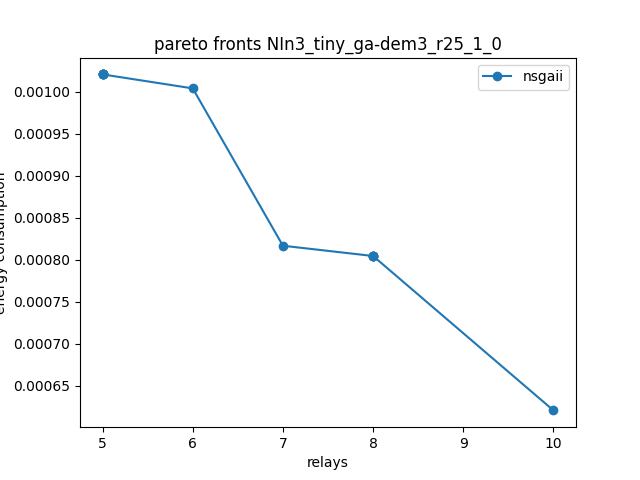 pareto fronts NIn3_tiny_ga-dem3_r25_1_0
nsgaii
0.00100
0.00095
0.00090
0.00085
0.00080
0.00075
0.00070
0.00065
energy consumption
5 6 7 8 9 10
relays